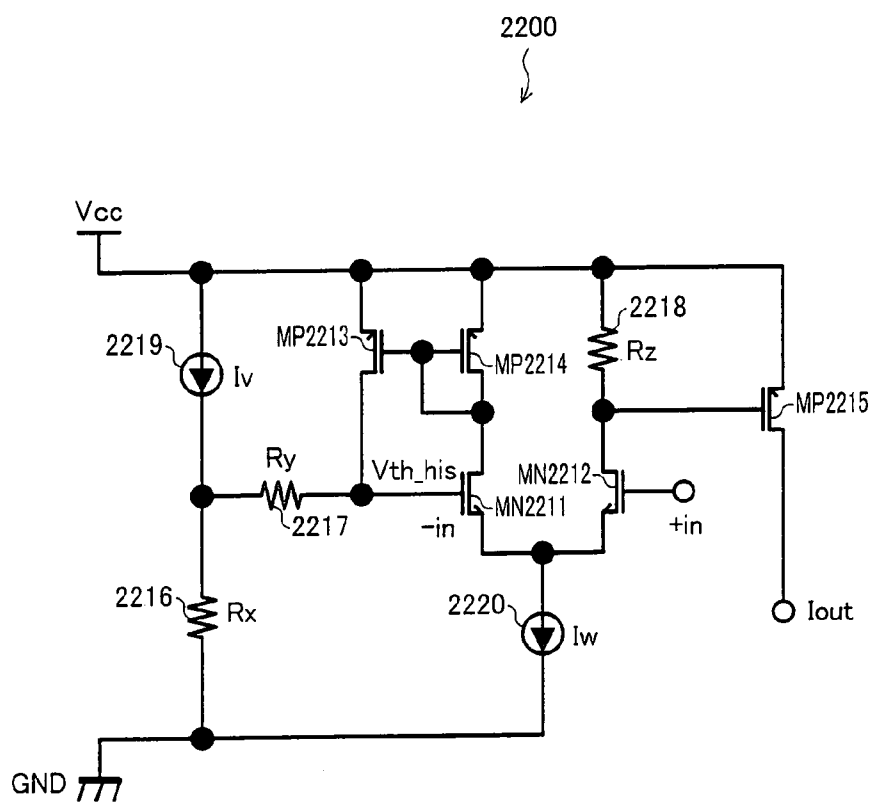 2200
Vcc
2219
Iv
MP2213
MP2214
2218
Rz
MP2215
Ry
2217
Vth_his
-in
MN2211
MN2212
+in
2216
Rx
2220
Iw
Iout
GND